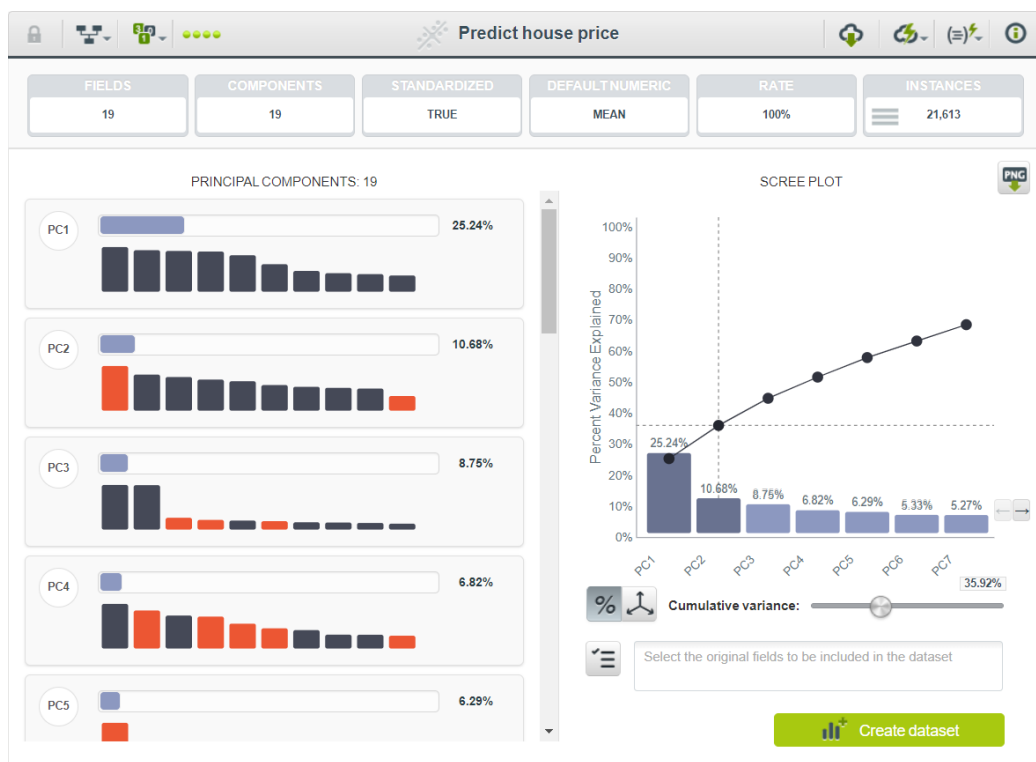 Predict house price
FIELDS COMPONENTS STANDARDIZED DEFAULT NUMERIC RATE INSTANCES
19 19 TRUE MEAN 100% 21,613
PRINCIPAL COMPONENTS: 19
PC1 25.24%
PC2 10.68%
PC3 8.75%
PC4 6.82%
PC5 6.29%
SCREE PLOT
PNG
Percent Variance Explained
100%
90%
80%
70%
60%
50%
40%
30%
20%
10%
0%
25.24% 10.68% 8.75% 6.82% 6.29% 5.33% 5.27%
PC1 PC2 PC3 PC4 PC5 PC6 PC7
35.92%
% Cumulative variance:
Select the original fields to be included in the dataset
Create dataset